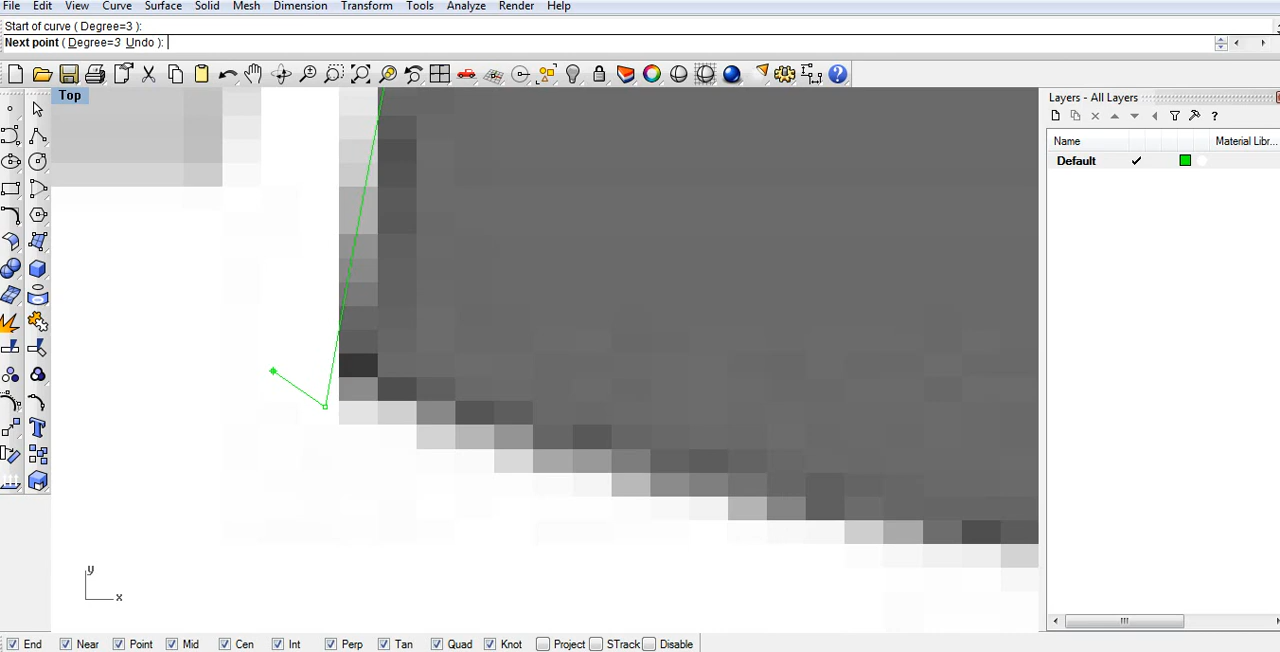 File Edit View Curve Surface Solid Mesh Dimension Transform Tools Analyze Render Help
Start of curve ( Degree=3 ):
Next point ( Degree=3 Undo ):
Top
Layers - All Layers
Name Material Libr...
Default
y
x
End Near Point Mid Cen Int Perp Tan Quad Knot Project STrack Disable